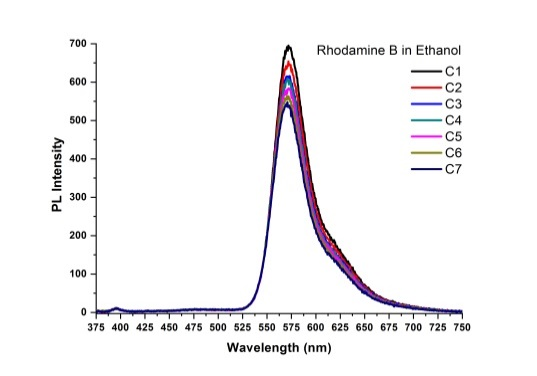 Rhodamine B in Ethanol
C1
C2
C3
C4
C5
C6
C7
PL Intensity
700
600
500
400
300
200
100
0
375 400 425 450 475 500 525 550 575 600 625 650 675 700 725 750
Wavelength (nm)